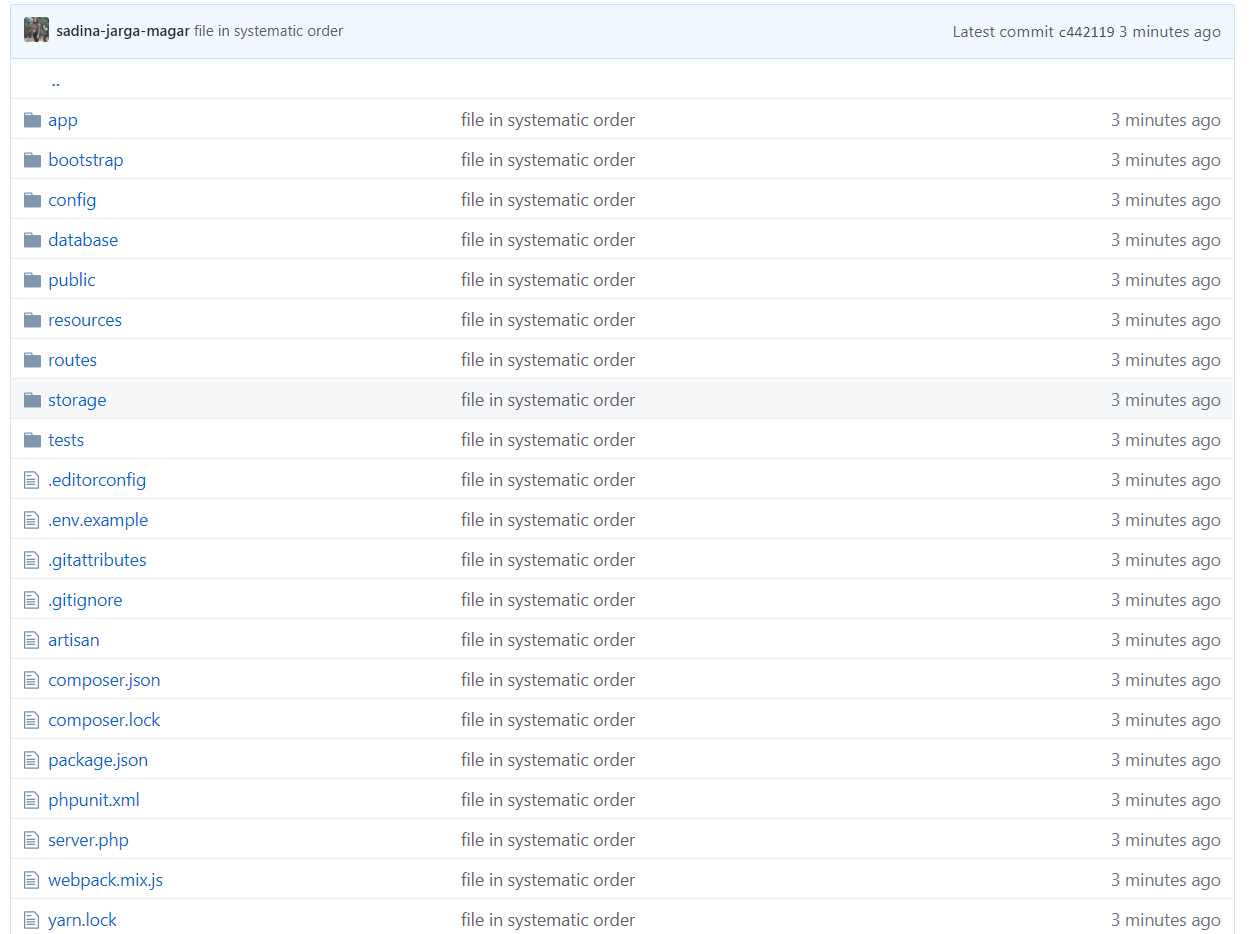 sadina-jarga-magar file in systematic order Latest commit c442119 3 minutes ago
..
app file in systematic order 3 minutes ago
bootstrap file in systematic order 3 minutes ago
config file in systematic order 3 minutes ago
database file in systematic order 3 minutes ago
public file in systematic order 3 minutes ago
resources file in systematic order 3 minutes ago
routes file in systematic order 3 minutes ago
storage file in systematic order 3 minutes ago
tests file in systematic order 3 minutes ago
.editorconfig file in systematic order 3 minutes ago
.env.example file in systematic order 3 minutes ago
.gitattributes file in systematic order 3 minutes ago
.gitignore file in systematic order 3 minutes ago
artisan file in systematic order 3 minutes ago
composer.json file in systematic order 3 minutes ago
composer.lock file in systematic order 3 minutes ago
package.json file in systematic order 3 minutes ago
phpunit.xml file in systematic order 3 minutes ago
server.php file in systematic order 3 minutes ago
webpack.mix.js file in systematic order 3 minutes ago
yarn.lock file in systematic order 3 minutes ago